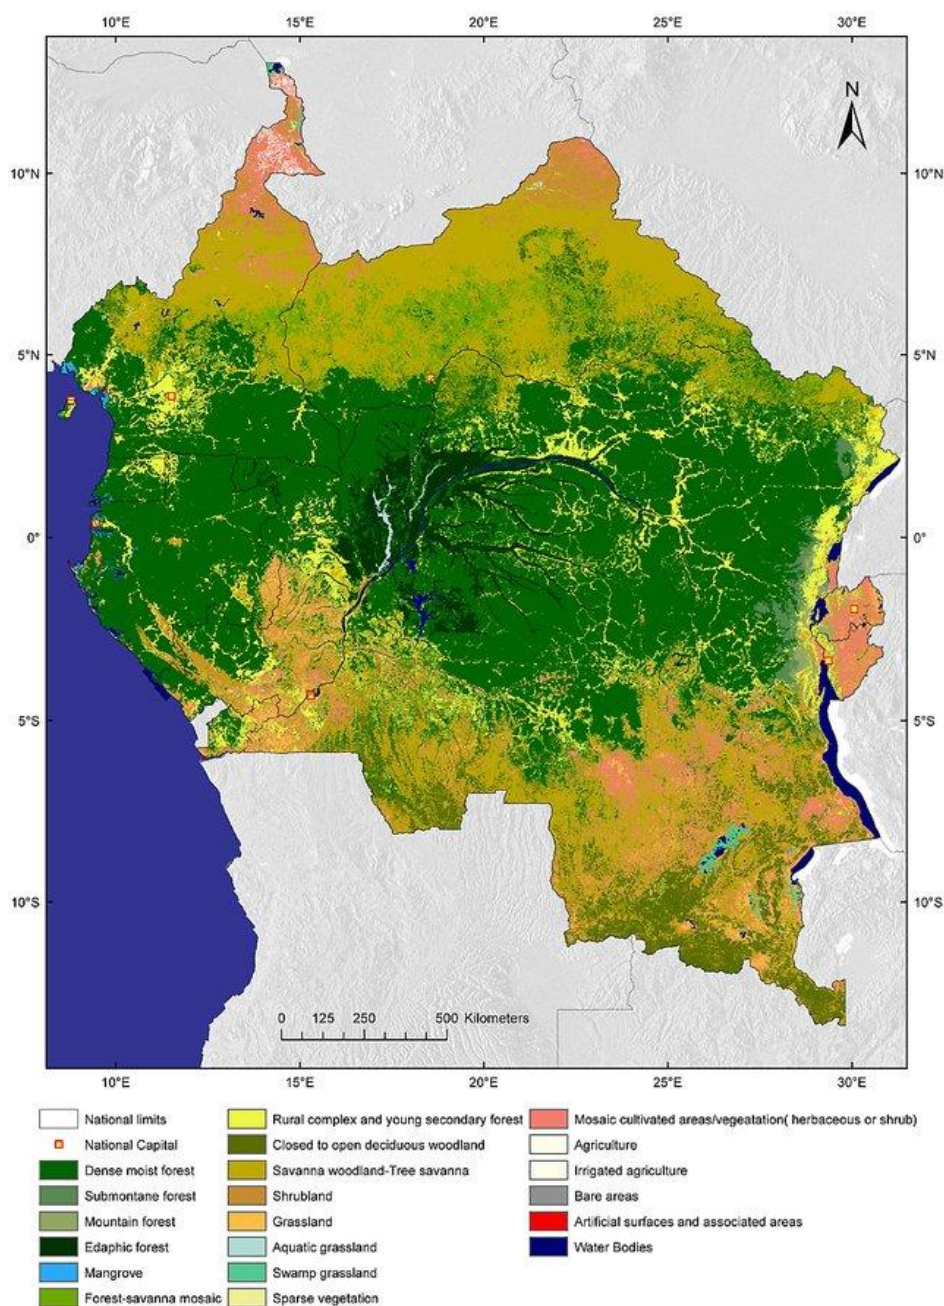 10°E 15°E 20°E 25°E 30°E
N
10°N 10°N
5°N 5°N
0° 0°
5°S 5°S
10°S 10°S
0 125 250 500 Kilometers
10°E 15°E 20°E 25°E 30°E
National limits
National Capital
Dense moist forest
Submontane forest
Mountain forest
Edaphic forest
Mangrove
Forest-savanna mosaic
Rural complex and young secondary forest
Closed to open deciduous woodland
Savanna woodland-Tree savanna
Shrubland
Grassland
Aquatic grassland
Swamp grassland
Sparse vegetation
Mosaic cultivated areas/vegeatation( herbaceous or shrub)
Agriculture
Irrigated agriculture
Bare areas
Artificial surfaces and associated areas
Water Bodies